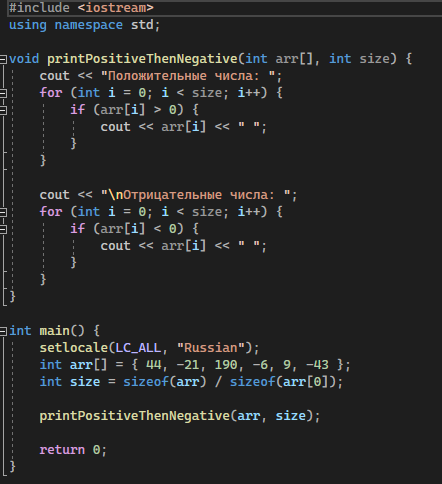 #include <iostream>
using namespace std;
void printPositiveThenNegative(int arr[], int size) {
cout << "Положительные числа: ";
for (int i = 0; i < size; i++) {
if (arr[i] > 0) {
cout << arr[i] << " ";
}
}
cout << "\nОтрицательные числа: ";
for (int i = 0; i < size; i++) {
if (arr[i] < 0) {
cout << arr[i] << " ";
}
}
}
int main() {
setlocale(LC_ALL, "Russian");
int arr[] = { 44, -21, 190, -6, 9, -43 };
int size = sizeof(arr) / sizeof(arr[0]);
printPositiveThenNegative(arr, size);
return 0;
}